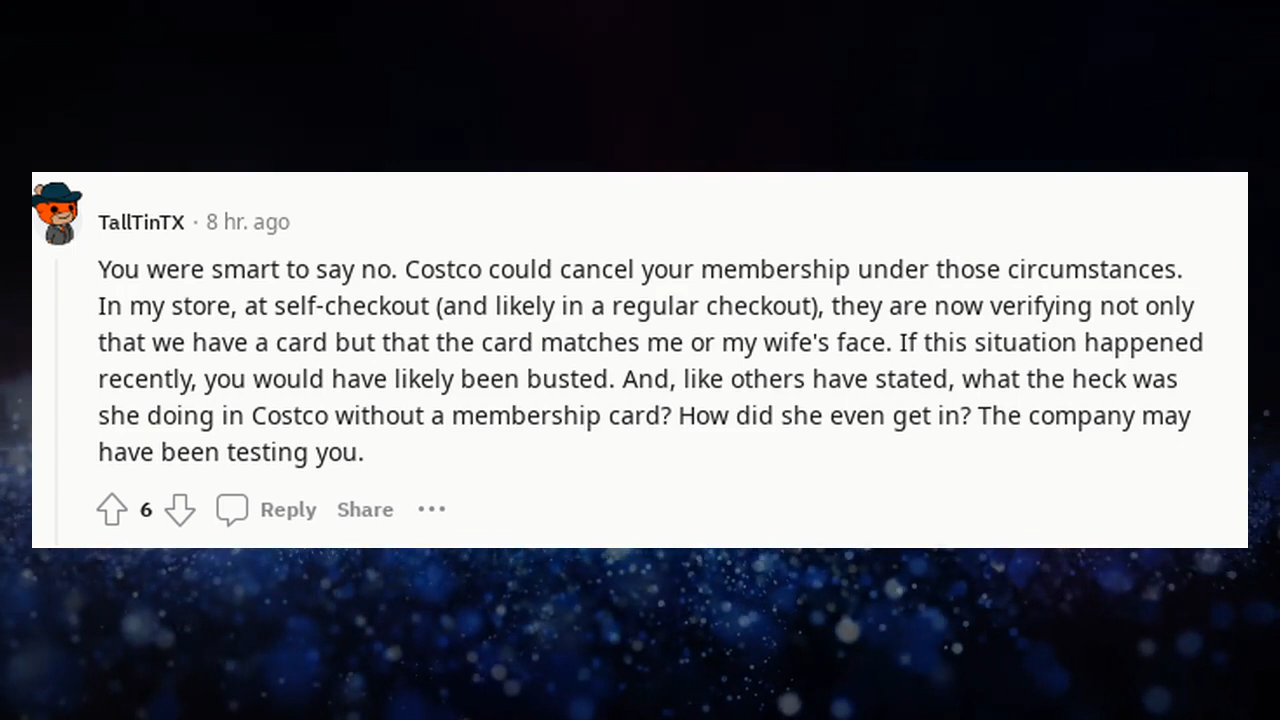 TallTinTX · 8 hr. ago
You were smart to say no. Costco could cancel your membership under those circumstances.
In my store, at self-checkout (and likely in a regular checkout), they are now verifying not only
that we have a card but that the card matches me or my wife's face. If this situation happened
recently, you would have likely been busted. And, like others have stated, what the heck was
she doing in Costco without a membership card? How did she even get in? The company may
have been testing you.
6 Reply Share •••